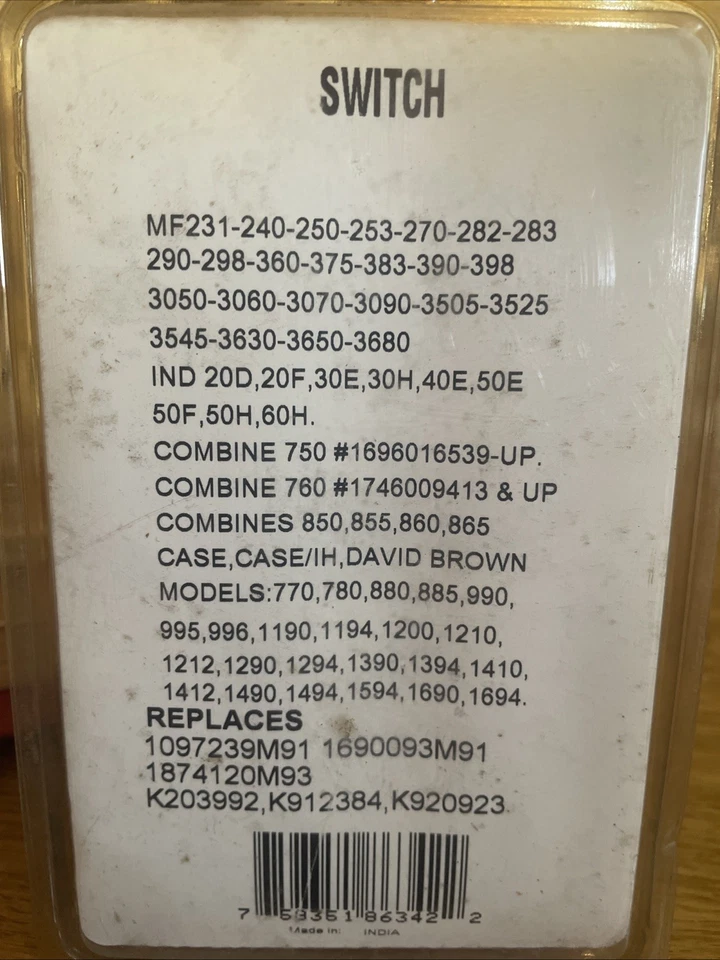 SWITCH
MF231-240-250-253-270-282-283
290-298-360-375-383-390-398
3050-3060-3070-3090-3505-3525
3545-3630-3650-3680
IND 20D,20F,30E,30H,40E,50E
50F,50H,60H.
COMBINE 750 #1696016539-UP.
COMBINE 760 #1746009413 & UP
COMBINES 850,855,860,865
CASE,CASE/IH,DAVID BROWN
MODELS:770,780,880,885,990,
995,996,1190,1194,1200,1210,
1212,1290,1294,1390,1394,1410,
1412,1490,1494,1594,1690,1694.
REPLACES
1097239M91 1690093M91
1874120M93
K203992,K912384,K920923
7 59351 86342 2
Made in: INDIA